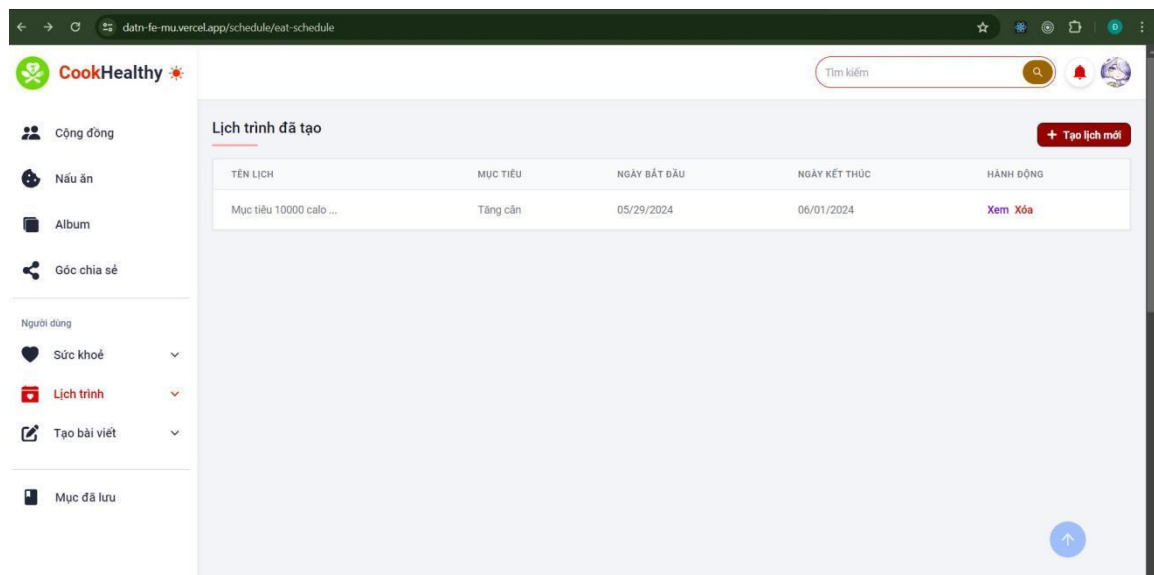 datn-fe-mu.vercel.app/schedule/eat-schedule
Đ
CookHealthy
Tìm kiếm
Cộng đồng
Nấu ăn
Album
Góc chia sẻ
Người dùng
Sức khoẻ
Lịch trình
Tạo bài viết
Mục đã lưu
Lịch trình đã tạo
+ Tạo lịch mới
TÊN LỊCH MỤC TIÊU NGÀY BẮT ĐẦU NGÀY KẾT THÚC HÀNH ĐỘNG
Mục tiêu 10000 calo ... Tăng cân 05/29/2024 06/01/2024 Xem Xóa